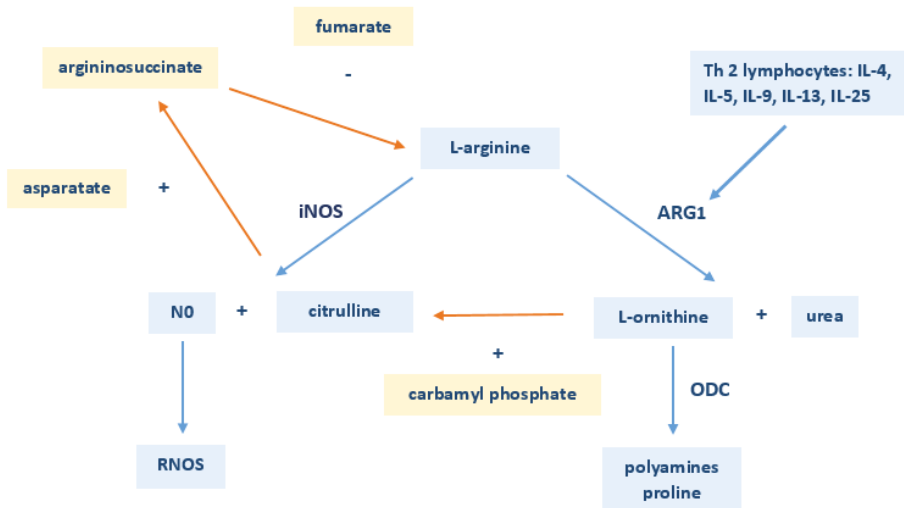 fumarate
argininosuccinate
-
Th 2 lymphocytes: IL-4,
IL-5, IL-9, IL-13, IL-25
L-arginine
asparatate
+
iNOS
ARG1
N0
+
citrulline
L-ornithine
+
urea
+
carbamyl phosphate
ODC
RNOS
polyamines
proline